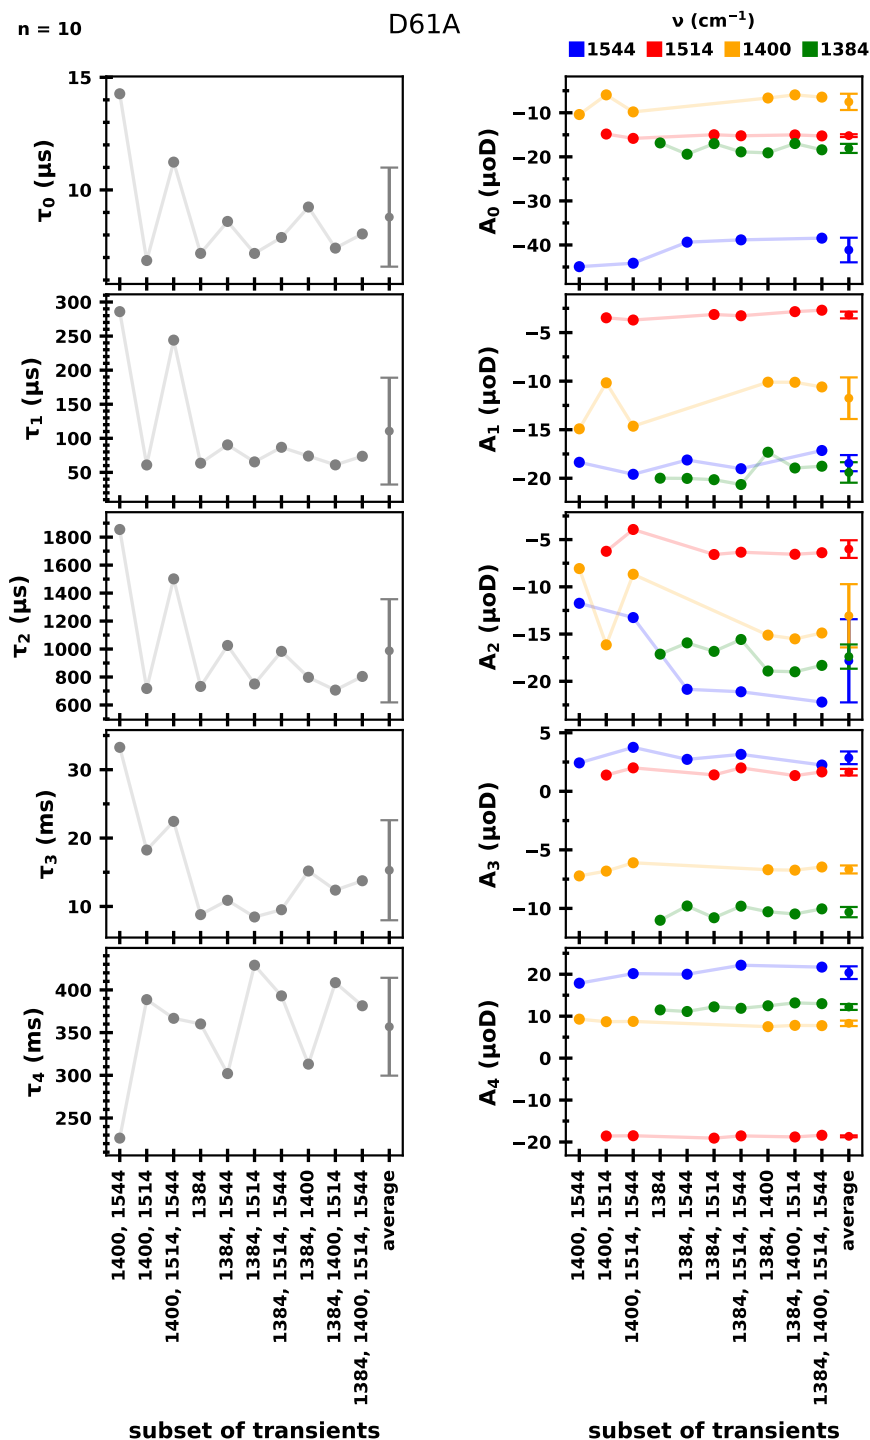 n = 10
D61A
ν (cm⁻¹)
1544 1514 1400 1384
15
10
τ₀ (μs)
−10
−20
−30
−40
A₀ (μoD)
300
250
200
150
100
50
τ₁ (μs)
−5
−10
−15
−20
A₁ (μoD)
1800
1600
1400
1200
1000
800
600
τ₂ (μs)
−5
−10
−15
−20
A₂ (μoD)
30
20
10
τ₃ (ms)
5
0
−5
−10
A₃ (μoD)
400
350
300
250
τ₄ (ms)
20
10
0
−10
−20
A₄ (μoD)
1400, 1544
1400, 1514
1400, 1514, 1544
1384
1384, 1544
1384, 1514
1384, 1514, 1544
1384, 1400
1384, 1400, 1514
1384, 1400, 1514, 1544
average
subset of transients
1400, 1544
1400, 1514
1400, 1514, 1544
1384
1384, 1544
1384, 1514
1384, 1514, 1544
1384, 1400
1384, 1400, 1514
1384, 1400, 1514, 1544
average
subset of transients